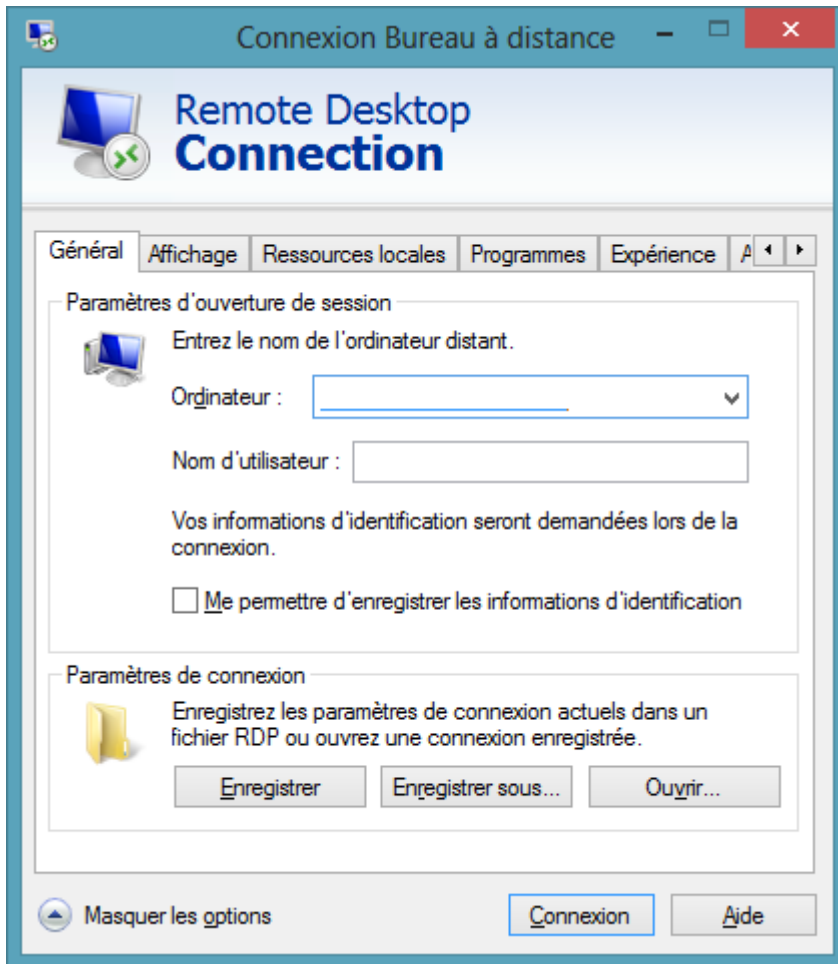 Connexion Bureau à distance
Remote Desktop
Connection
Général Affichage Ressources locales Programmes Expérience A
Paramètres d'ouverture de session
Entrez le nom de l'ordinateur distant.
Ordinateur :
Nom d'utilisateur :
Vos informations d'identification seront demandées lors de la
connexion.
Me permettre d'enregistrer les informations d'identification
Paramètres de connexion
Enregistrez les paramètres de connexion actuels dans un
fichier RDP ou ouvrez une connexion enregistrée.
Enregistrer Enregistrer sous... Ouvrir...
Masquer les options Connexion Aide